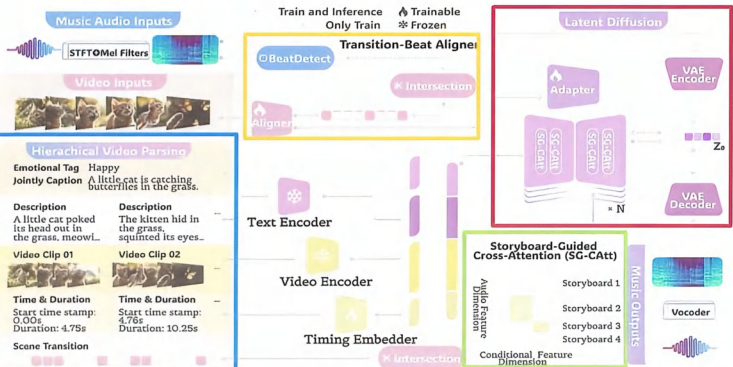 Music Audio Inputs
STFT✪Mel Filters
Video Inputs
Train and Inference
Trainable
Only Train
Frozen
Transition-Beat Aligner
BeatDetect
Intersection
Aligner
Latent Diffusion
Adapter
VAE
Encoder
SG-CAtt
SG-CAtt
SG-CAtt
SG-CAtt
Z₀
× N
VAE
Decoder
Hierachical Video Parsing
Emotional Tag Happy
Jointly Caption A little cat is catching
butterflies in the grass.
Description
A little cat poked
its head out in
the grass, meowi...
Description
The kitten hid in
the grass,
squinted its eyes...
Video Clip 01
Video Clip 02
Time & Duration
Start time stamp:
0.00s
Duration: 4.75s
Time & Duration
Start time stamp:
4.76s
Duration: 10.25s
Scene Transition
Text Encoder
Video Encoder
Timing Embedder
Intersection
Storyboard-Guided
Cross-Attention (SG-CAtt)
Audio Feature
Dimension
Storyboard 1
Storyboard 2
Storyboard 3
Storyboard 4
Conditional Feature
Dimension
Music Outputs
Vocoder